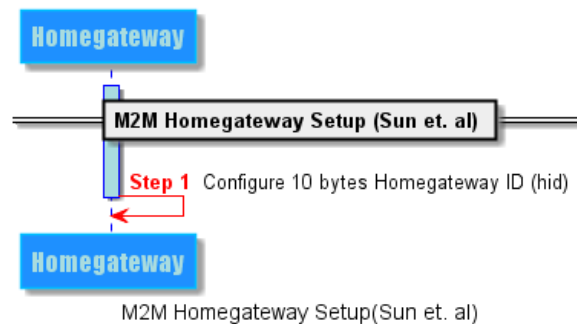 Homegateway
M2M Homegateway Setup (Sun et. al)
Step 1 Configure 10 bytes Homegateway ID (hid)
Homegateway
M2M Homegateway Setup(Sun et. al)